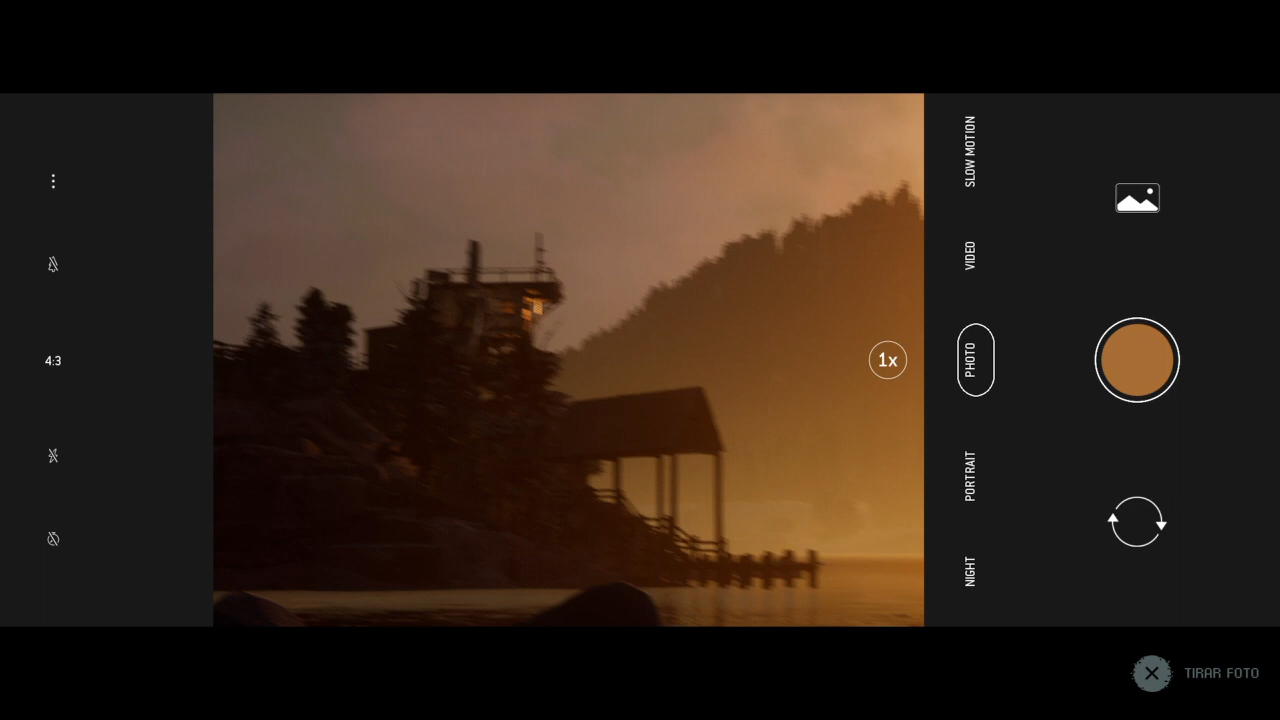 4:3
1x
SLOW MOTION
VIDEO
PHOTO
PORTRAIT
NIGHT
TIRAR FOTO